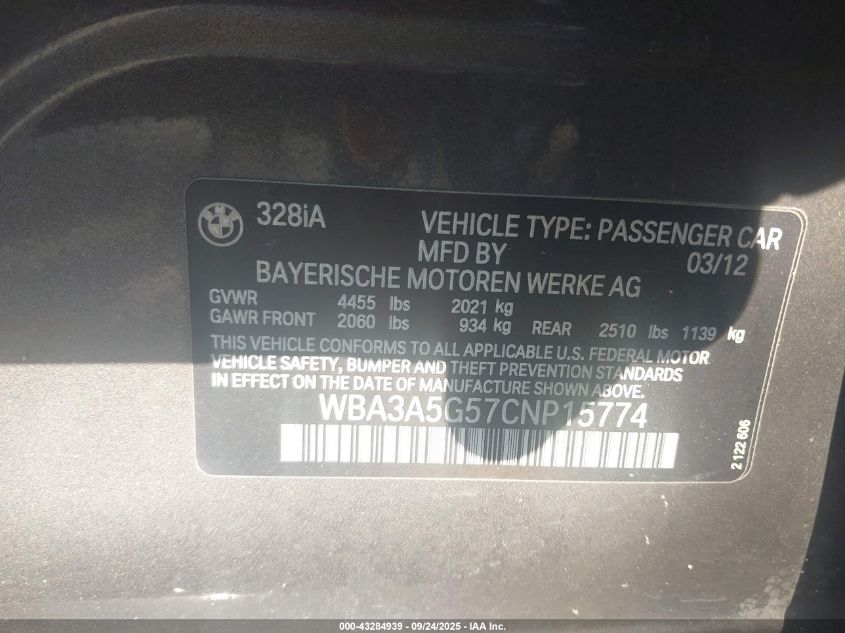 BMW
328iA VEHICLE TYPE: PASSENGER CAR
MFD BY 03/12
BAYERISCHE MOTOREN WERKE AG
GVWR 4455 lbs 2021 kg
GAWR FRONT 2060 lbs 934 kg REAR 2510 lbs 1139 kg
THIS VEHICLE CONFORMS TO ALL APPLICABLE U.S. FEDERAL MOTOR
VEHICLE SAFETY, BUMPER AND THEFT PREVENTION STANDARDS
IN EFFECT ON THE DATE OF MANUFACTURE SHOWN ABOVE.
WBA3A5G57CNP15774
2 122 606
000-43284939 - 09/24/2025 - IAA Inc.